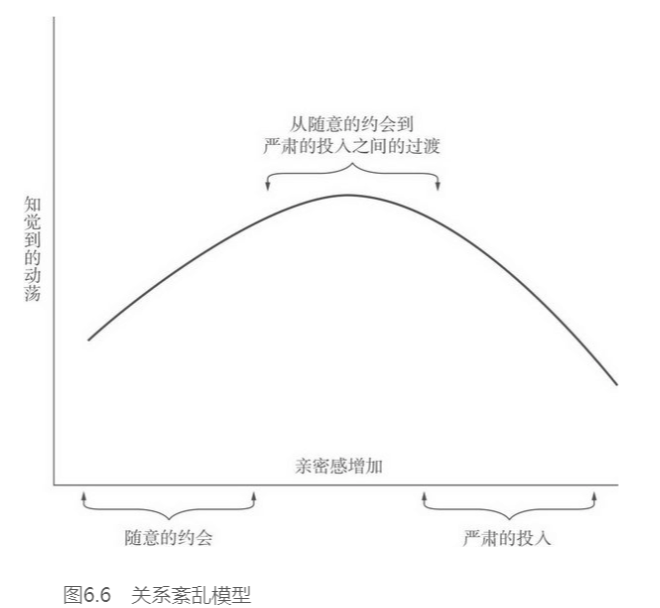 从随意的约会到
严肃的投入之间的过渡
知觉到的动荡
亲密感增加
随意的约会
严肃的投入
图6.6 关系紊乱模型